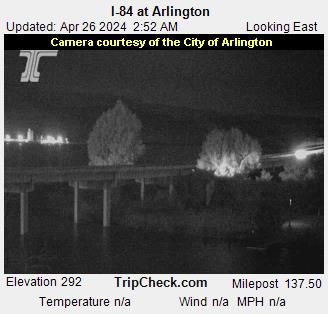 I-84 at Arlington
Updated: Apr 26 2024 2:52 AM Looking East
Camera courtesy of the City of Arlington
Elevation 292 TripCheck.com Milepost 137.50
Temperature n/a Wind n/a MPH n/a